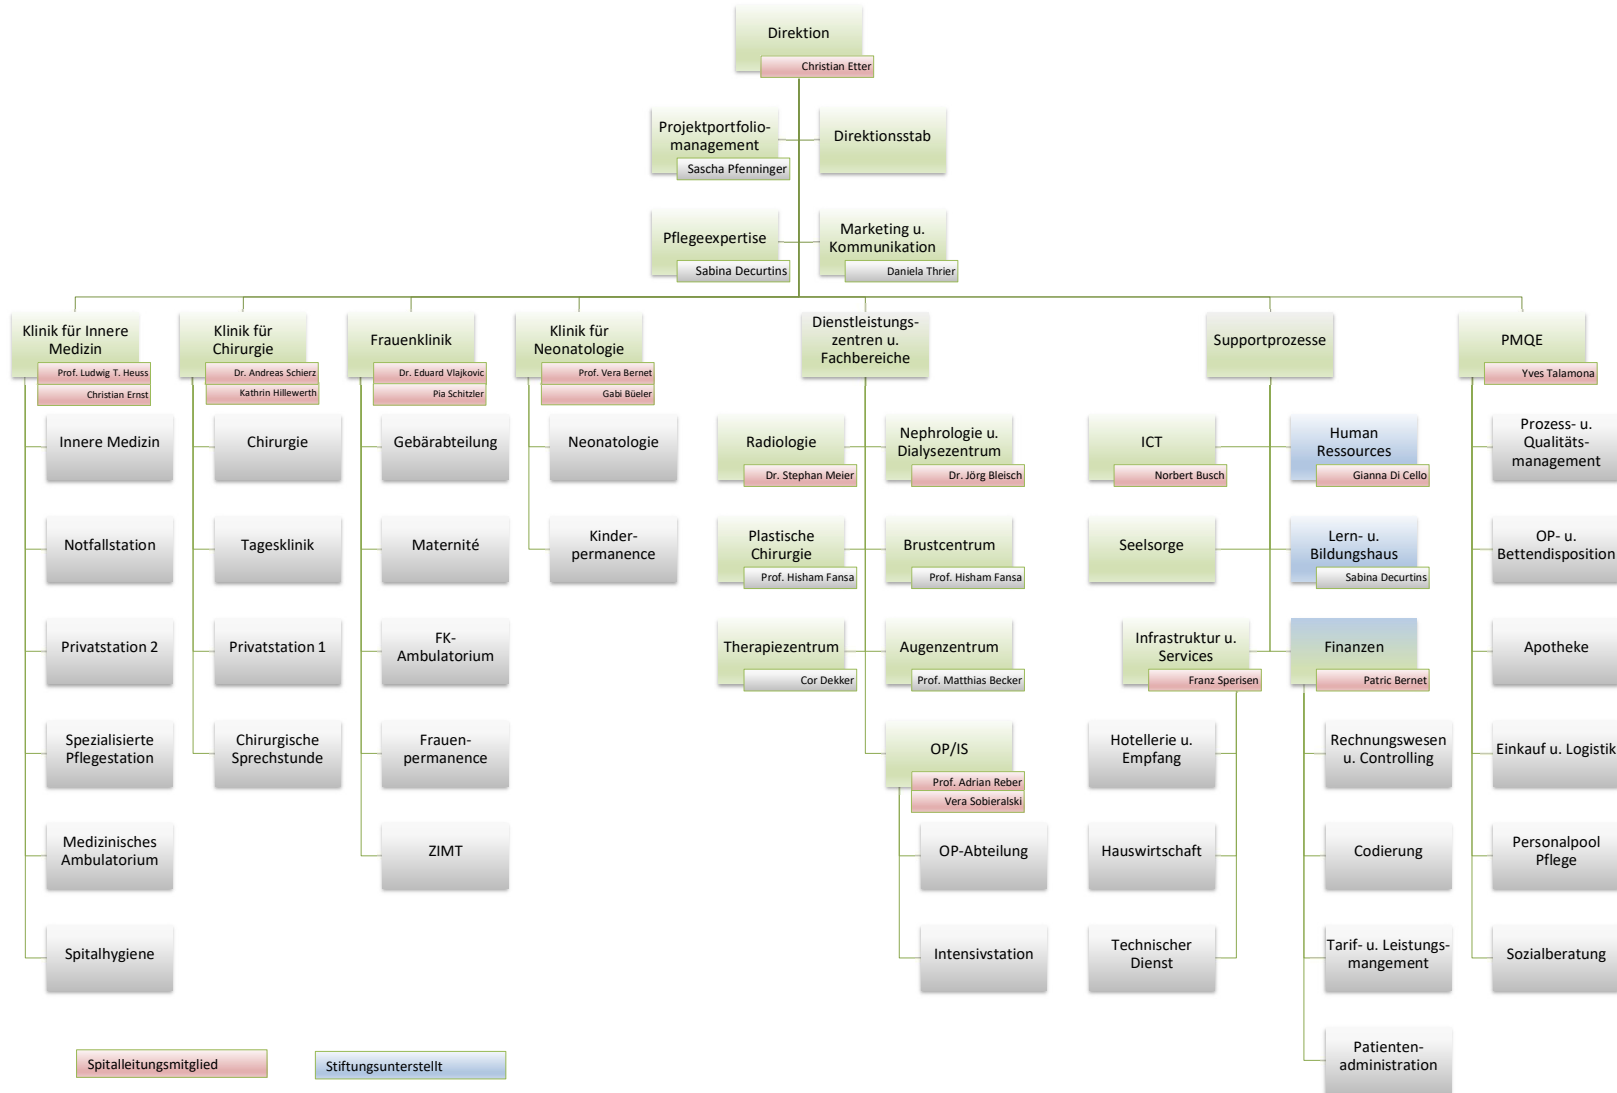 Direktion
Christian Etter
Projektportfolio-
management
Sascha Pfenninger
Direktionsstab
Pflegeexpertise
Sabina Decurtins
Marketing u.
Kommunikation
Daniela Thrier
Klinik für Innere
Medizin
Prof. Ludwig T. Heuss
Christian Ernst
Innere Medizin
Notfallstation
Privatstation 2
Spezialisierte
Pflegestation
Medizinisches
Ambulatorium
Spitalhygiene
Klinik für
Chirurgie
Dr. Andreas Schierz
Kathrin Hillewerth
Chirurgie
Tagesklinik
Privatstation 1
Chirurgische
Sprechstunde
Frauenklinik
Dr. Eduard Vlajkovic
Pia Schitzler
Gebärabteilung
Maternité
FK-
Ambulatorium
Frauen-
permanence
ZIMT
Klinik für
Neonatologie
Prof. Vera Bernet
Gabi Büeler
Neonatologie
Kinder-
permanence
Dienstleistungs-
zentren u.
Fachbereiche
Radiologie
Dr. Stephan Meier
Nephrologie u.
Dialysezentrum
Dr. Jörg Bleisch
Plastische
Chirurgie
Prof. Hisham Fansa
Brustcentrum
Prof. Hisham Fansa
Therapiezentrum
Cor Dekker
Augenzentrum
Prof. Matthias Becker
OP/IS
Prof. Adrian Reber
Vera Sobieralski
OP-Abteilung
Intensivstation
Supportprozesse
ICT
Norbert Busch
Human
Ressources
Gianna Di Cello
Seelsorge
Lern- u.
Bildungshaus
Sabina Decurtins
Infrastruktur u.
Services
Franz Sperisen
Hotellerie u.
Empfang
Hauswirtschaft
Technischer
Dienst
Finanzen
Patric Bernet
Rechnungswesen
u. Controlling
Codierung
Tarif- u. Leistungs-
mangement
Patienten-
administration
PMQE
Yves Talamona
Prozess- u.
Qualitäts-
management
OP- u.
Bettendisposition
Apotheke
Einkauf u. Logistik
Personalpool
Pflege
Sozialberatung
Spitalleitungsmitglied
Stiftungsunterstellt